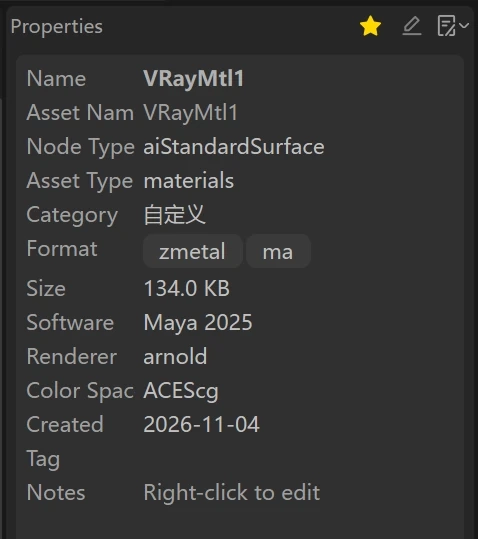 Properties
Name VRayMtl1
Asset Nam VRayMtl1
Node Type aiStandardSurface
Asset Type materials
Category 自定义
Format zmetal ma
Size 134.0 KB
Software Maya 2025
Renderer arnold
Color Spac ACEScg
Created 2026-11-04
Tag
Notes Right-click to edit